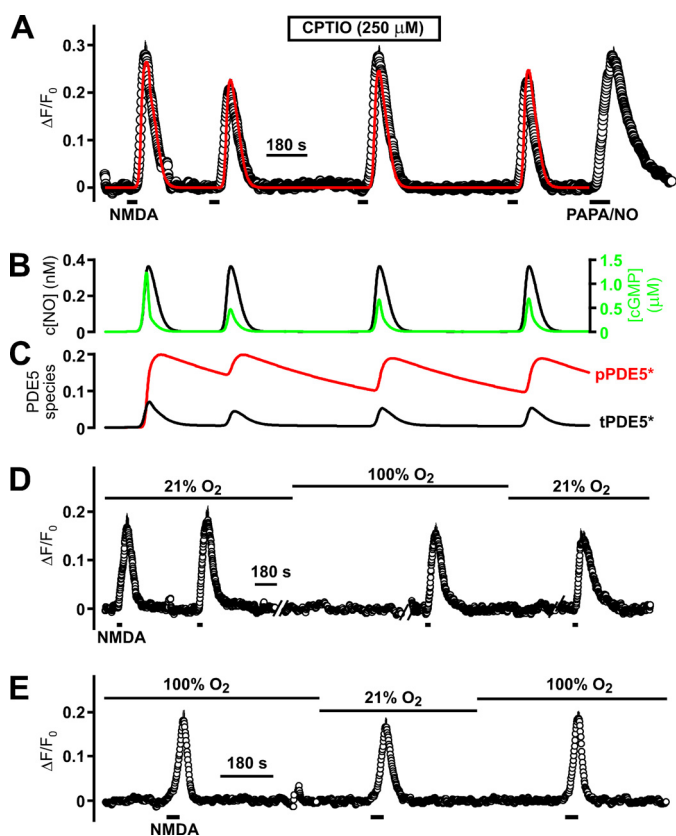 A
CPTIO (250 µM)
0.3
0.2
0.1
0
ΔF/F0
180 s
NMDA
PAPA/NO
B
c[NO] (nM)
0.4
0.2
0
1.5
1.0
0.5
0
[cGMP] (µM)
C
PDE5 species
0.2
0.1
0
pPDE5*
tPDE5*
D
21% O2
100% O2
21% O2
0.2
0.1
0
ΔF/F0
180 s
NMDA
E
100% O2
21% O2
100% O2
0.2
0.1
0
ΔF/F0
180 s
NMDA